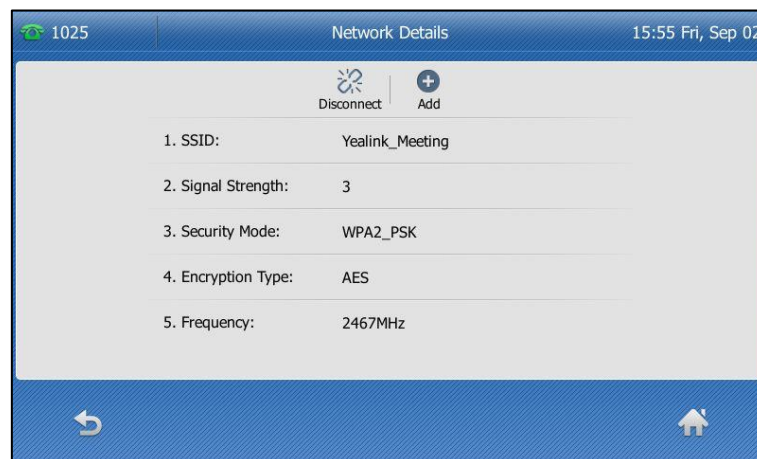 1025 Network Details 15:55 Fri, Sep 02
Disconnect Add
1. SSID: Yealink_Meeting
2. Signal Strength: 3
3. Security Mode: WPA2_PSK
4. Encryption Type: AES
5. Frequency: 2467MHz